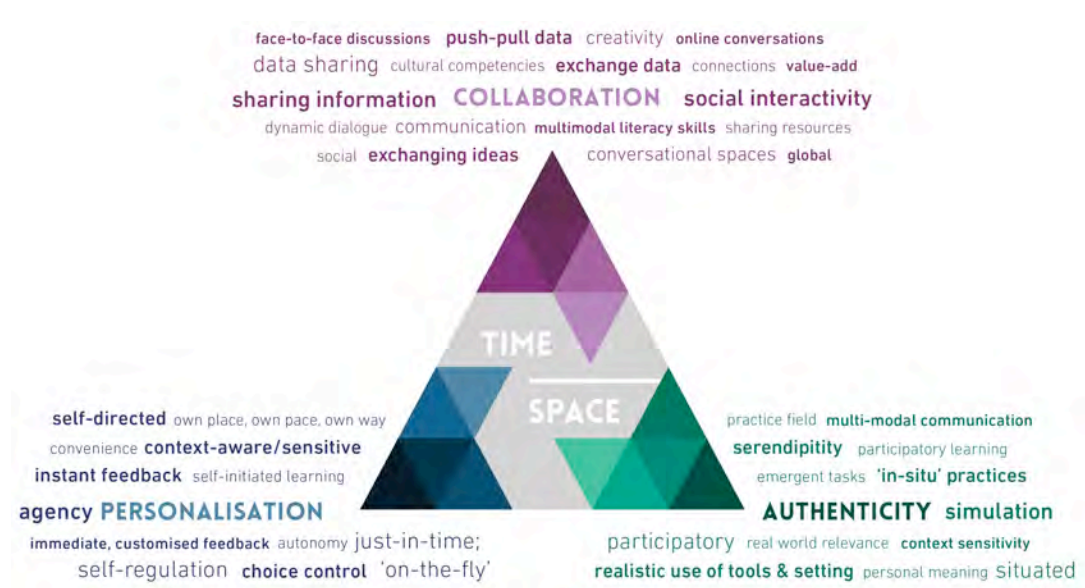 face-to-face discussions push-pull data creativity online conversations
data sharing cultural competencies exchange data connections value-add
sharing information COLLABORATION social interactivity
dynamic dialogue communication multimodal literacy skills sharing resources
social exchanging ideas conversational spaces global
TIME
SPACE
self-directed own place, own pace, own way
convenience context-aware/sensitive
instant feedback self-initiated learning
agency PERSONALISATION
immediate, customised feedback autonomy just-in-time;
self-regulation choice control 'on-the-fly'
practice field multi-modal communication
serendipitity participatory learning
emergent tasks 'in-situ' practices
AUTHENTICITY simulation
participatory real world relevance context sensitivity
realistic use of tools & setting personal meaning situated